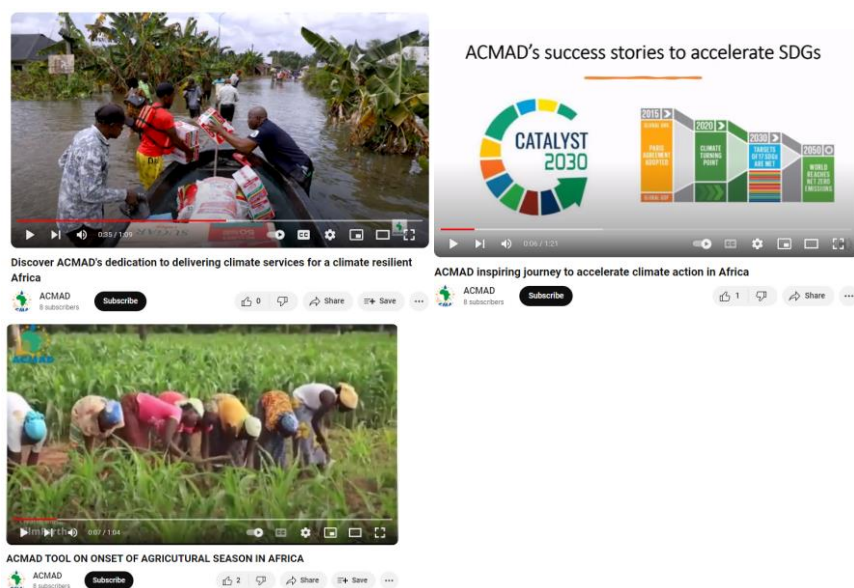 0:35 / 1:09
Discover ACMAD's dedication to delivering climate services for a climate resilient
Africa
ACMAD
8 subscribers
Subscribe
0
Share
Save
ACMAD's success stories to accelerate SDGs
CATALYST
2030
2015
GLOBAL GOV
PARIS
AGREEMENT
ADOPTED
2020
CLIMATE
TURNING
POINT
2030
TARGETS
OF 17 SDGs
ARE MET
2050
WORLD
REACHES
NET ZERO
EMISSIONS
0:06 / 1:21
ACMAD inspiring journey to accelerate climate action in Africa
ACMAD
8 subscribers
Subscribe
1
Share
ACMAD
0:07 / 1:04
ACMAD TOOL ON ONSET OF AGRICUTURAL SEASON IN AFRICA
ACMAD
8 subscribers
Subscribe
2
Share
Save